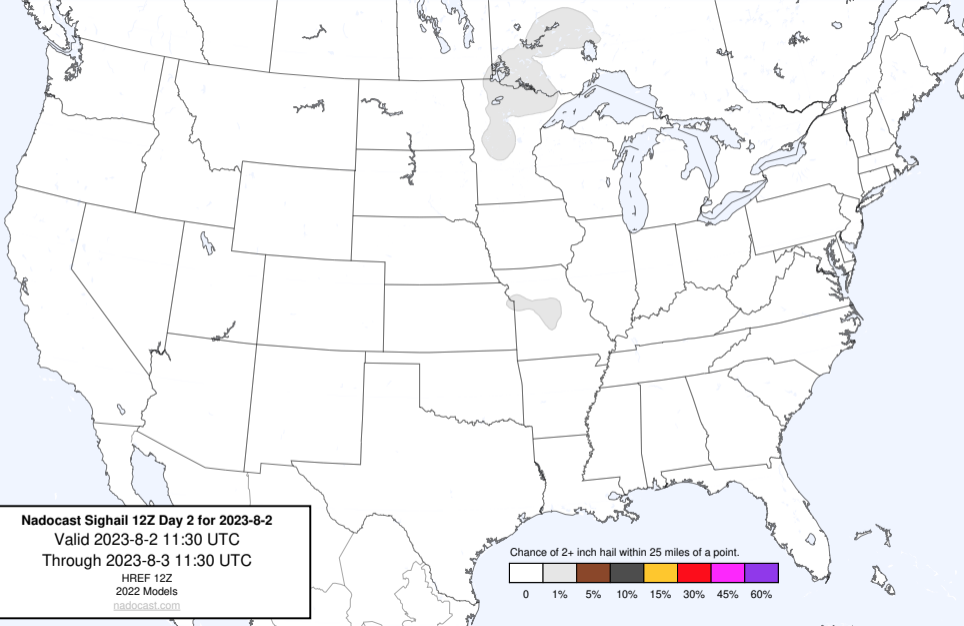 Nadocast Sighail 12Z Day 2 for 2023-8-2
Valid 2023-8-2 11:30 UTC
Through 2023-8-3 11:30 UTC
HREF 12Z
2022 Models
nadocast.com
Chance of 2+ inch hail within 25 miles of a point.
0 1% 5% 10% 15% 30% 45% 60%